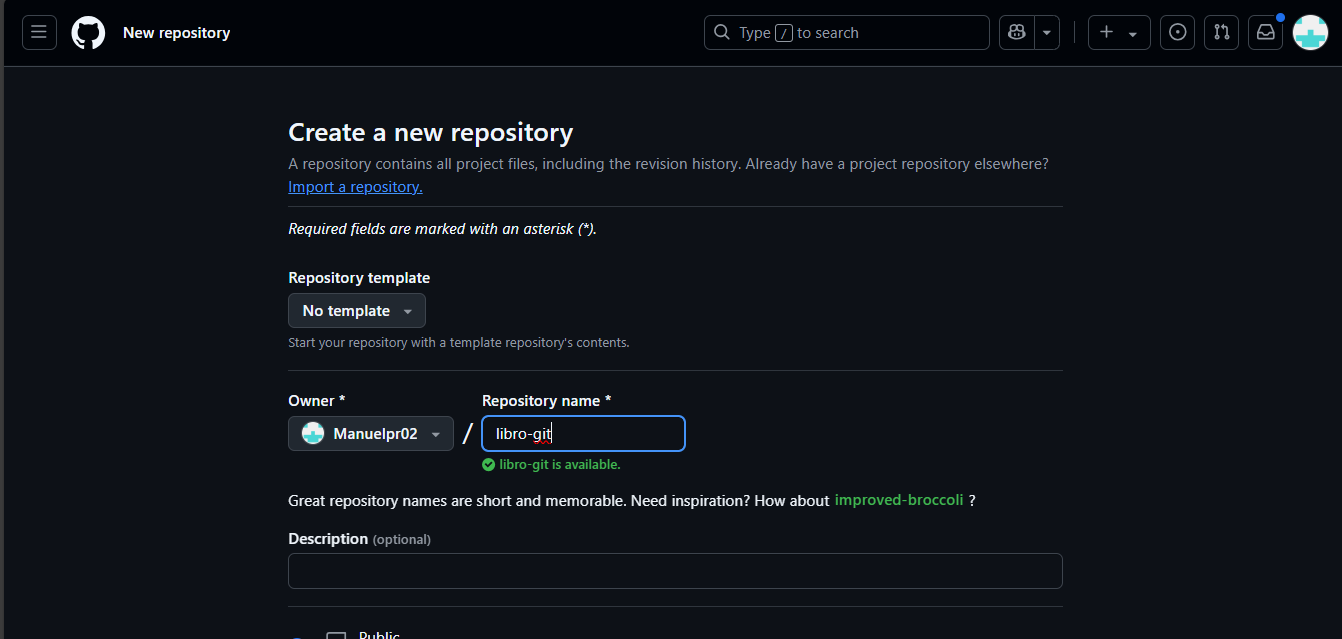 New repository
Type / to search
Create a new repository
A repository contains all project files, including the revision history. Already have a project repository elsewhere?
Import a repository.
Required fields are marked with an asterisk (*).
Repository template
No template
Start your repository with a template repository's contents.
Owner * Repository name *
Manuelpr02 / libro-git
libro-git is available.
Great repository names are short and memorable. Need inspiration? How about improved-broccoli ?
Description (optional)
Public